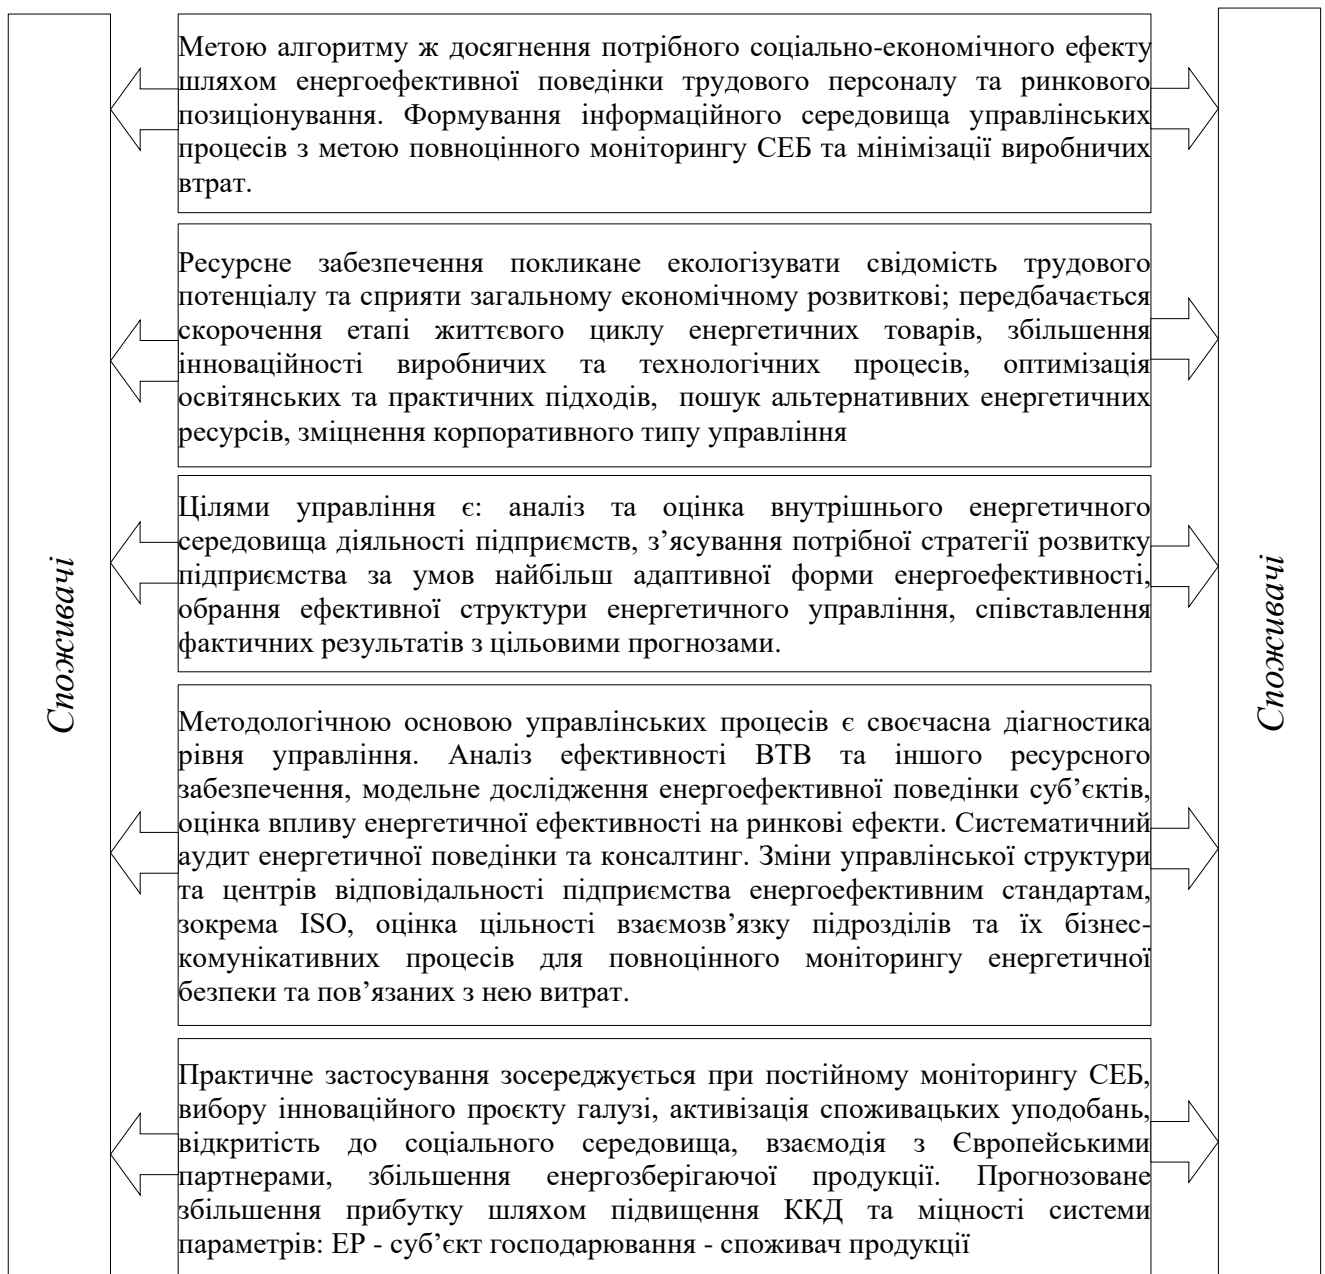 Споживачі
Метою алгоритму ж досягнення потрібного соціально-економічного ефекту
шляхом енергоефективної поведінки трудового персоналу та ринкового
позиціонування. Формування інформаційного середовища управлінських
процесів з метою повноцінного моніторингу СЕБ та мінімізації виробничих
втрат.
Ресурсне забезпечення покликане екологізувати свідомість трудового
потенціалу та сприяти загальному економічному розвиткові; передбачається
скорочення етапі життєвого циклу енергетичних товарів, збільшення
інноваційності виробничих та технологічних процесів, оптимізація
освітянських та практичних підходів, пошук альтернативних енергетичних
ресурсів, зміцнення корпоративного типу управління
Цілями управління є: аналіз та оцінка внутрішнього енергетичного
середовища діяльності підприємств, з’ясування потрібної стратегії розвитку
підприємства за умов найбільш адаптивної форми енергоефективності,
обрання ефективної структури енергетичного управління, співставлення
фактичних результатів з цільовими прогнозами.
Методологічною основою управлінських процесів є своєчасна діагностика
рівня управління. Аналіз ефективності ВТВ та іншого ресурсного
забезпечення, модельне дослідження енергоефективної поведінки суб’єктів,
оцінка впливу енергетичної ефективності на ринкові ефекти. Систематичний
аудит енергетичної поведінки та консалтинг. Зміни управлінської структури
та центрів відповідальності підприємства енергоефективним стандартам,
зокрема ISO, оцінка цільності взаємозв’язку підрозділів та їх бізнес-
комунікативних процесів для повноцінного моніторингу енергетичної
безпеки та пов’язаних з нею витрат.
Практичне застосування зосереджується при постійному моніторингу СЕБ,
вибору інноваційного проєкту галузі, активізація споживацьких уподобань,
відкритість до соціального середовища, взаємодія з Європейськими
партнерами, збільшення енергозберігаючої продукції. Прогнозоване
збільшення прибутку шляхом підвищення ККД та міцності системи
параметрів: ЕР - суб’єкт господарювання - споживач продукції
Споживачі